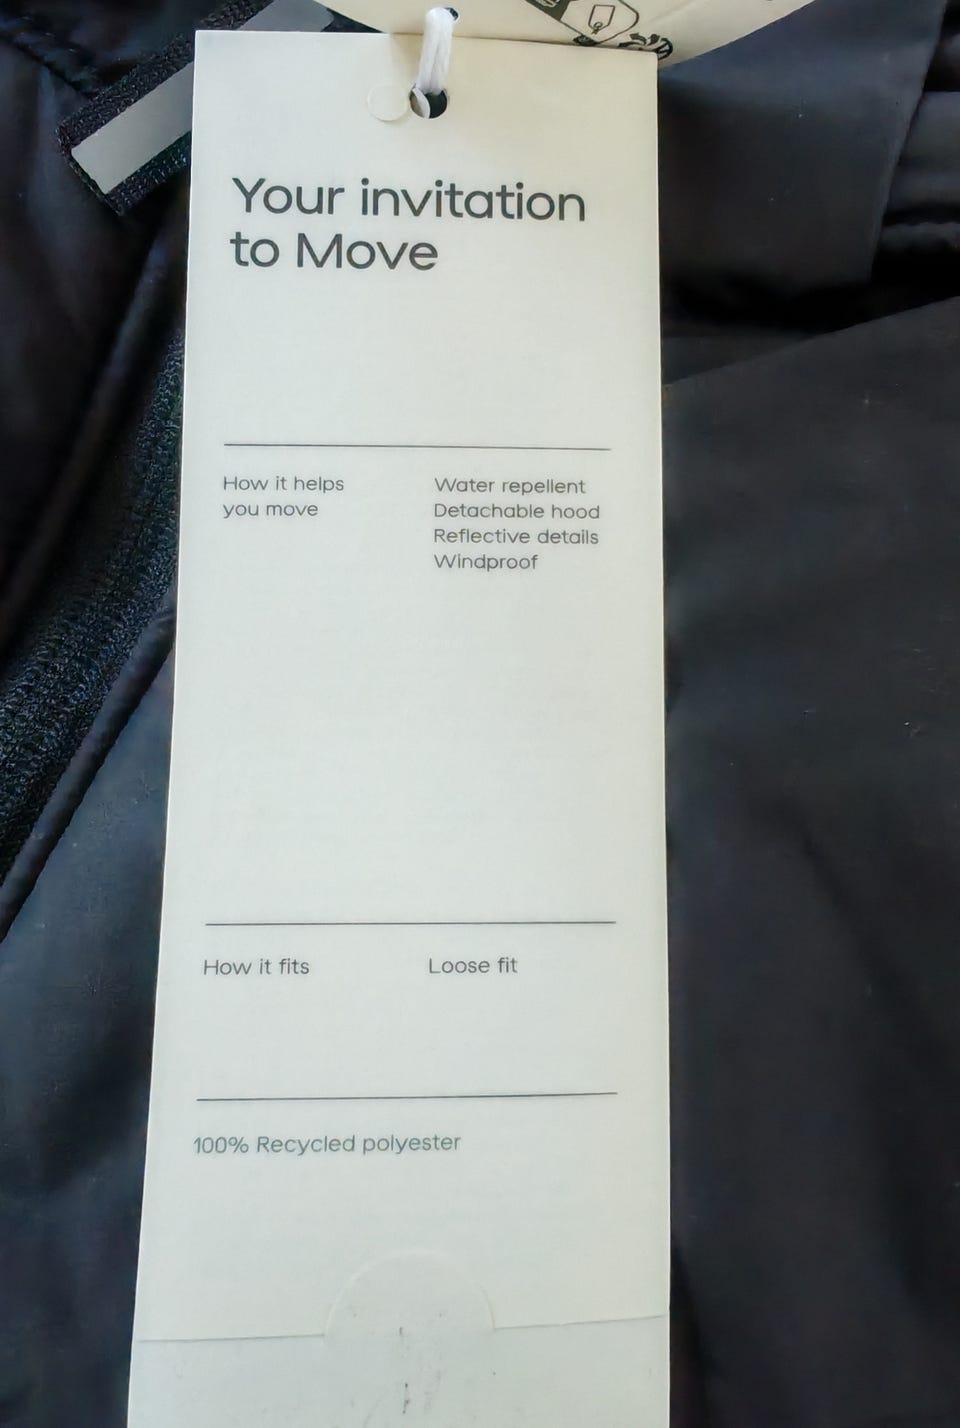 Your invitation
to Move
How it helps
you move
Water repellent
Detachable hood
Reflective details
Windproof
How it fits
Loose fit
100% Recycled polyester